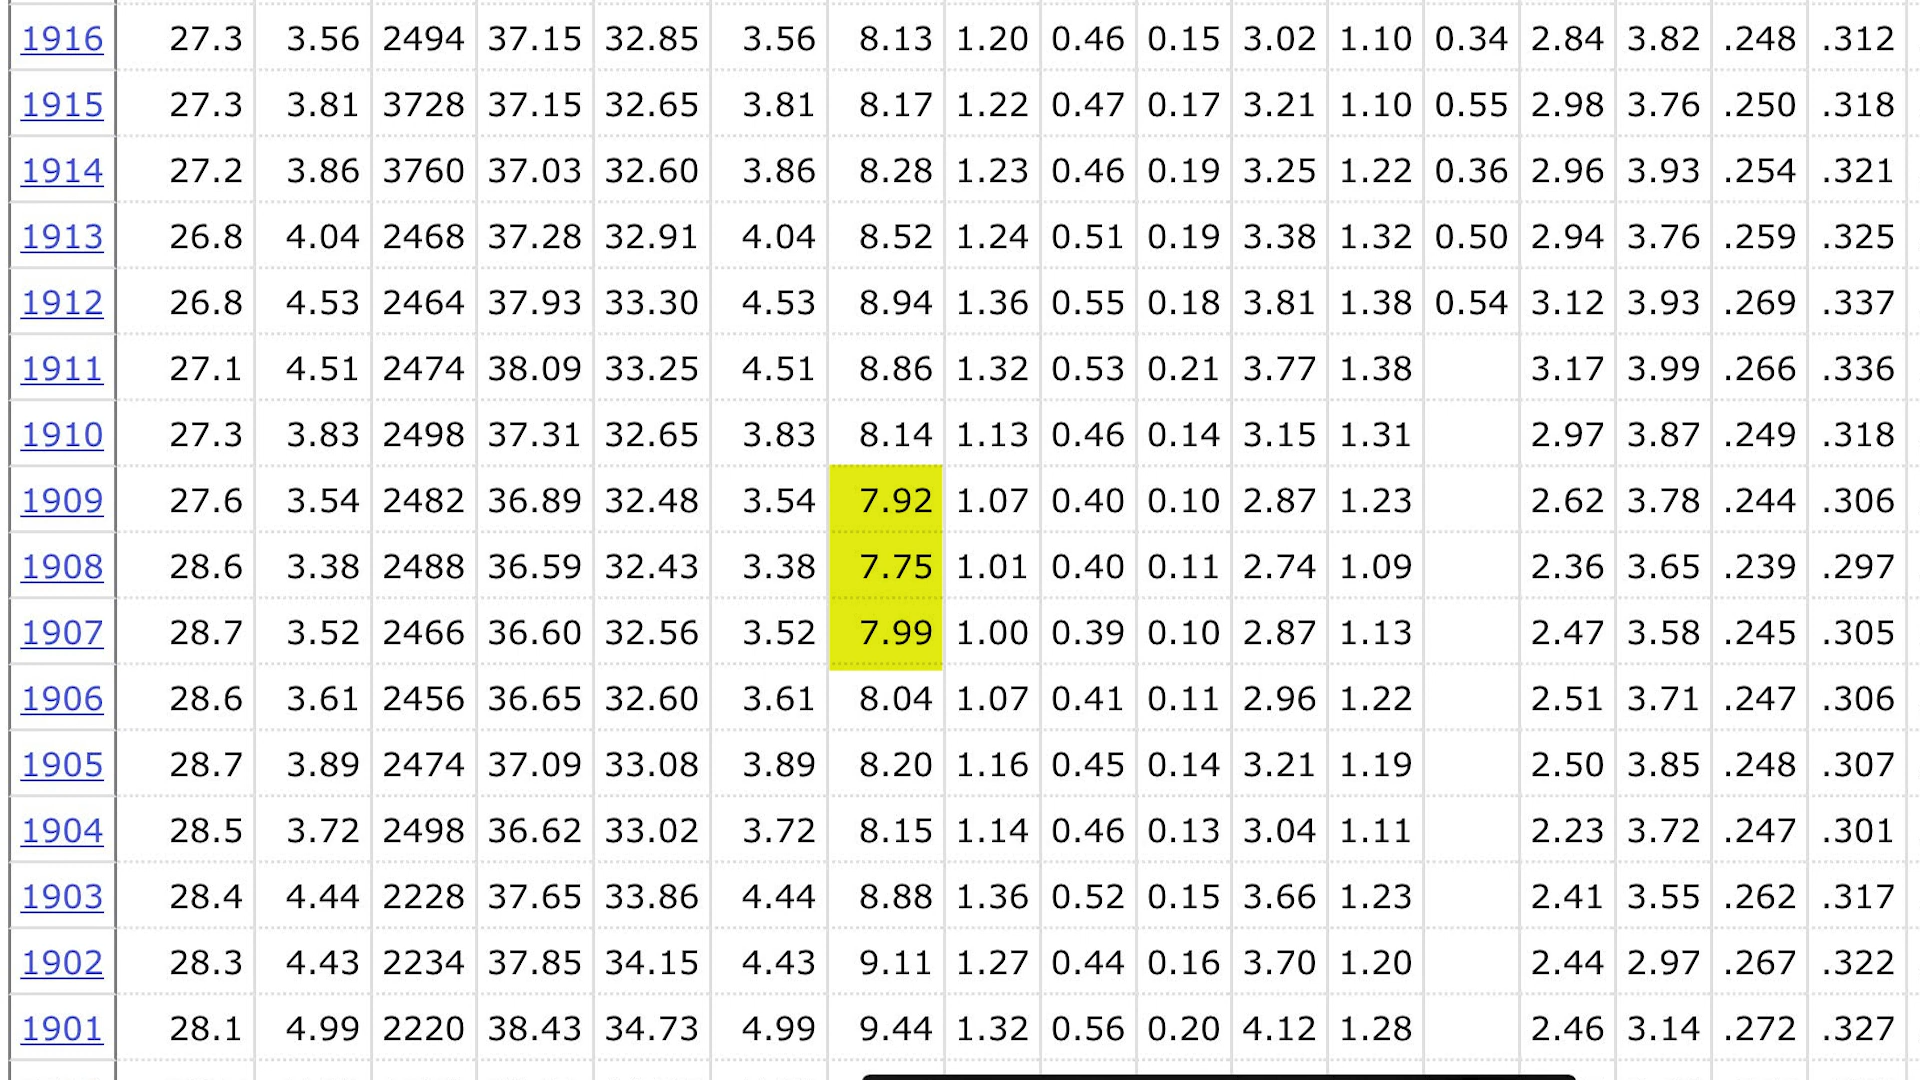 1916 27.3 3.56 2494 37.15 32.85 3.56 8.13 1.20 0.46 0.15 3.02 1.10 0.34 2.84 3.82 .248 .312
1915 27.3 3.81 3728 37.15 32.65 3.81 8.17 1.22 0.47 0.17 3.21 1.10 0.55 2.98 3.76 .250 .318
1914 27.2 3.86 3760 37.03 32.60 3.86 8.28 1.23 0.46 0.19 3.25 1.22 0.36 2.96 3.93 .254 .321
1913 26.8 4.04 2468 37.28 32.91 4.04 8.52 1.24 0.51 0.19 3.38 1.32 0.50 2.94 3.76 .259 .325
1912 26.8 4.53 2464 37.93 33.30 4.53 8.94 1.36 0.55 0.18 3.81 1.38 0.54 3.12 3.93 .269 .337
1911 27.1 4.51 2474 38.09 33.25 4.51 8.86 1.32 0.53 0.21 3.77 1.38 3.17 3.99 .266 .336
1910 27.3 3.83 2498 37.31 32.65 3.83 8.14 1.13 0.46 0.14 3.15 1.31 2.97 3.87 .249 .318
1909 27.6 3.54 2482 36.89 32.48 3.54 7.92 1.07 0.40 0.10 2.87 1.23 2.62 3.78 .244 .306
1908 28.6 3.38 2488 36.59 32.43 3.38 7.75 1.01 0.40 0.11 2.74 1.09 2.36 3.65 .239 .297
1907 28.7 3.52 2466 36.60 32.56 3.52 7.99 1.00 0.39 0.10 2.87 1.13 2.47 3.58 .245 .305
1906 28.6 3.61 2456 36.65 32.60 3.61 8.04 1.07 0.41 0.11 2.96 1.22 2.51 3.71 .247 .306
1905 28.7 3.89 2474 37.09 33.08 3.89 8.20 1.16 0.45 0.14 3.21 1.19 2.50 3.85 .248 .307
1904 28.5 3.72 2498 36.62 33.02 3.72 8.15 1.14 0.46 0.13 3.04 1.11 2.23 3.72 .247 .301
1903 28.4 4.44 2228 37.65 33.86 4.44 8.88 1.36 0.52 0.15 3.66 1.23 2.41 3.55 .262 .317
1902 28.3 4.43 2234 37.85 34.15 4.43 9.11 1.27 0.44 0.16 3.70 1.20 2.44 2.97 .267 .322
1901 28.1 4.99 2220 38.43 34.73 4.99 9.44 1.32 0.56 0.20 4.12 1.28 2.46 3.14 .272 .327